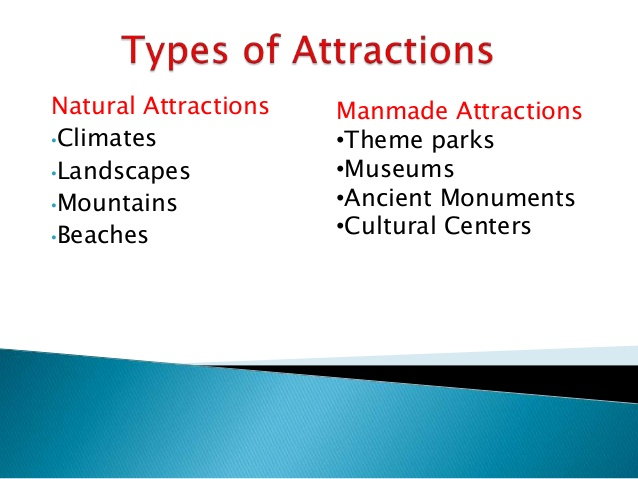 Types of Attractions
Natural Attractions
•Climates
•Landscapes
•Mountains
•Beaches
Manmade Attractions
•Theme parks
•Museums
•Ancient Monuments
•Cultural Centers